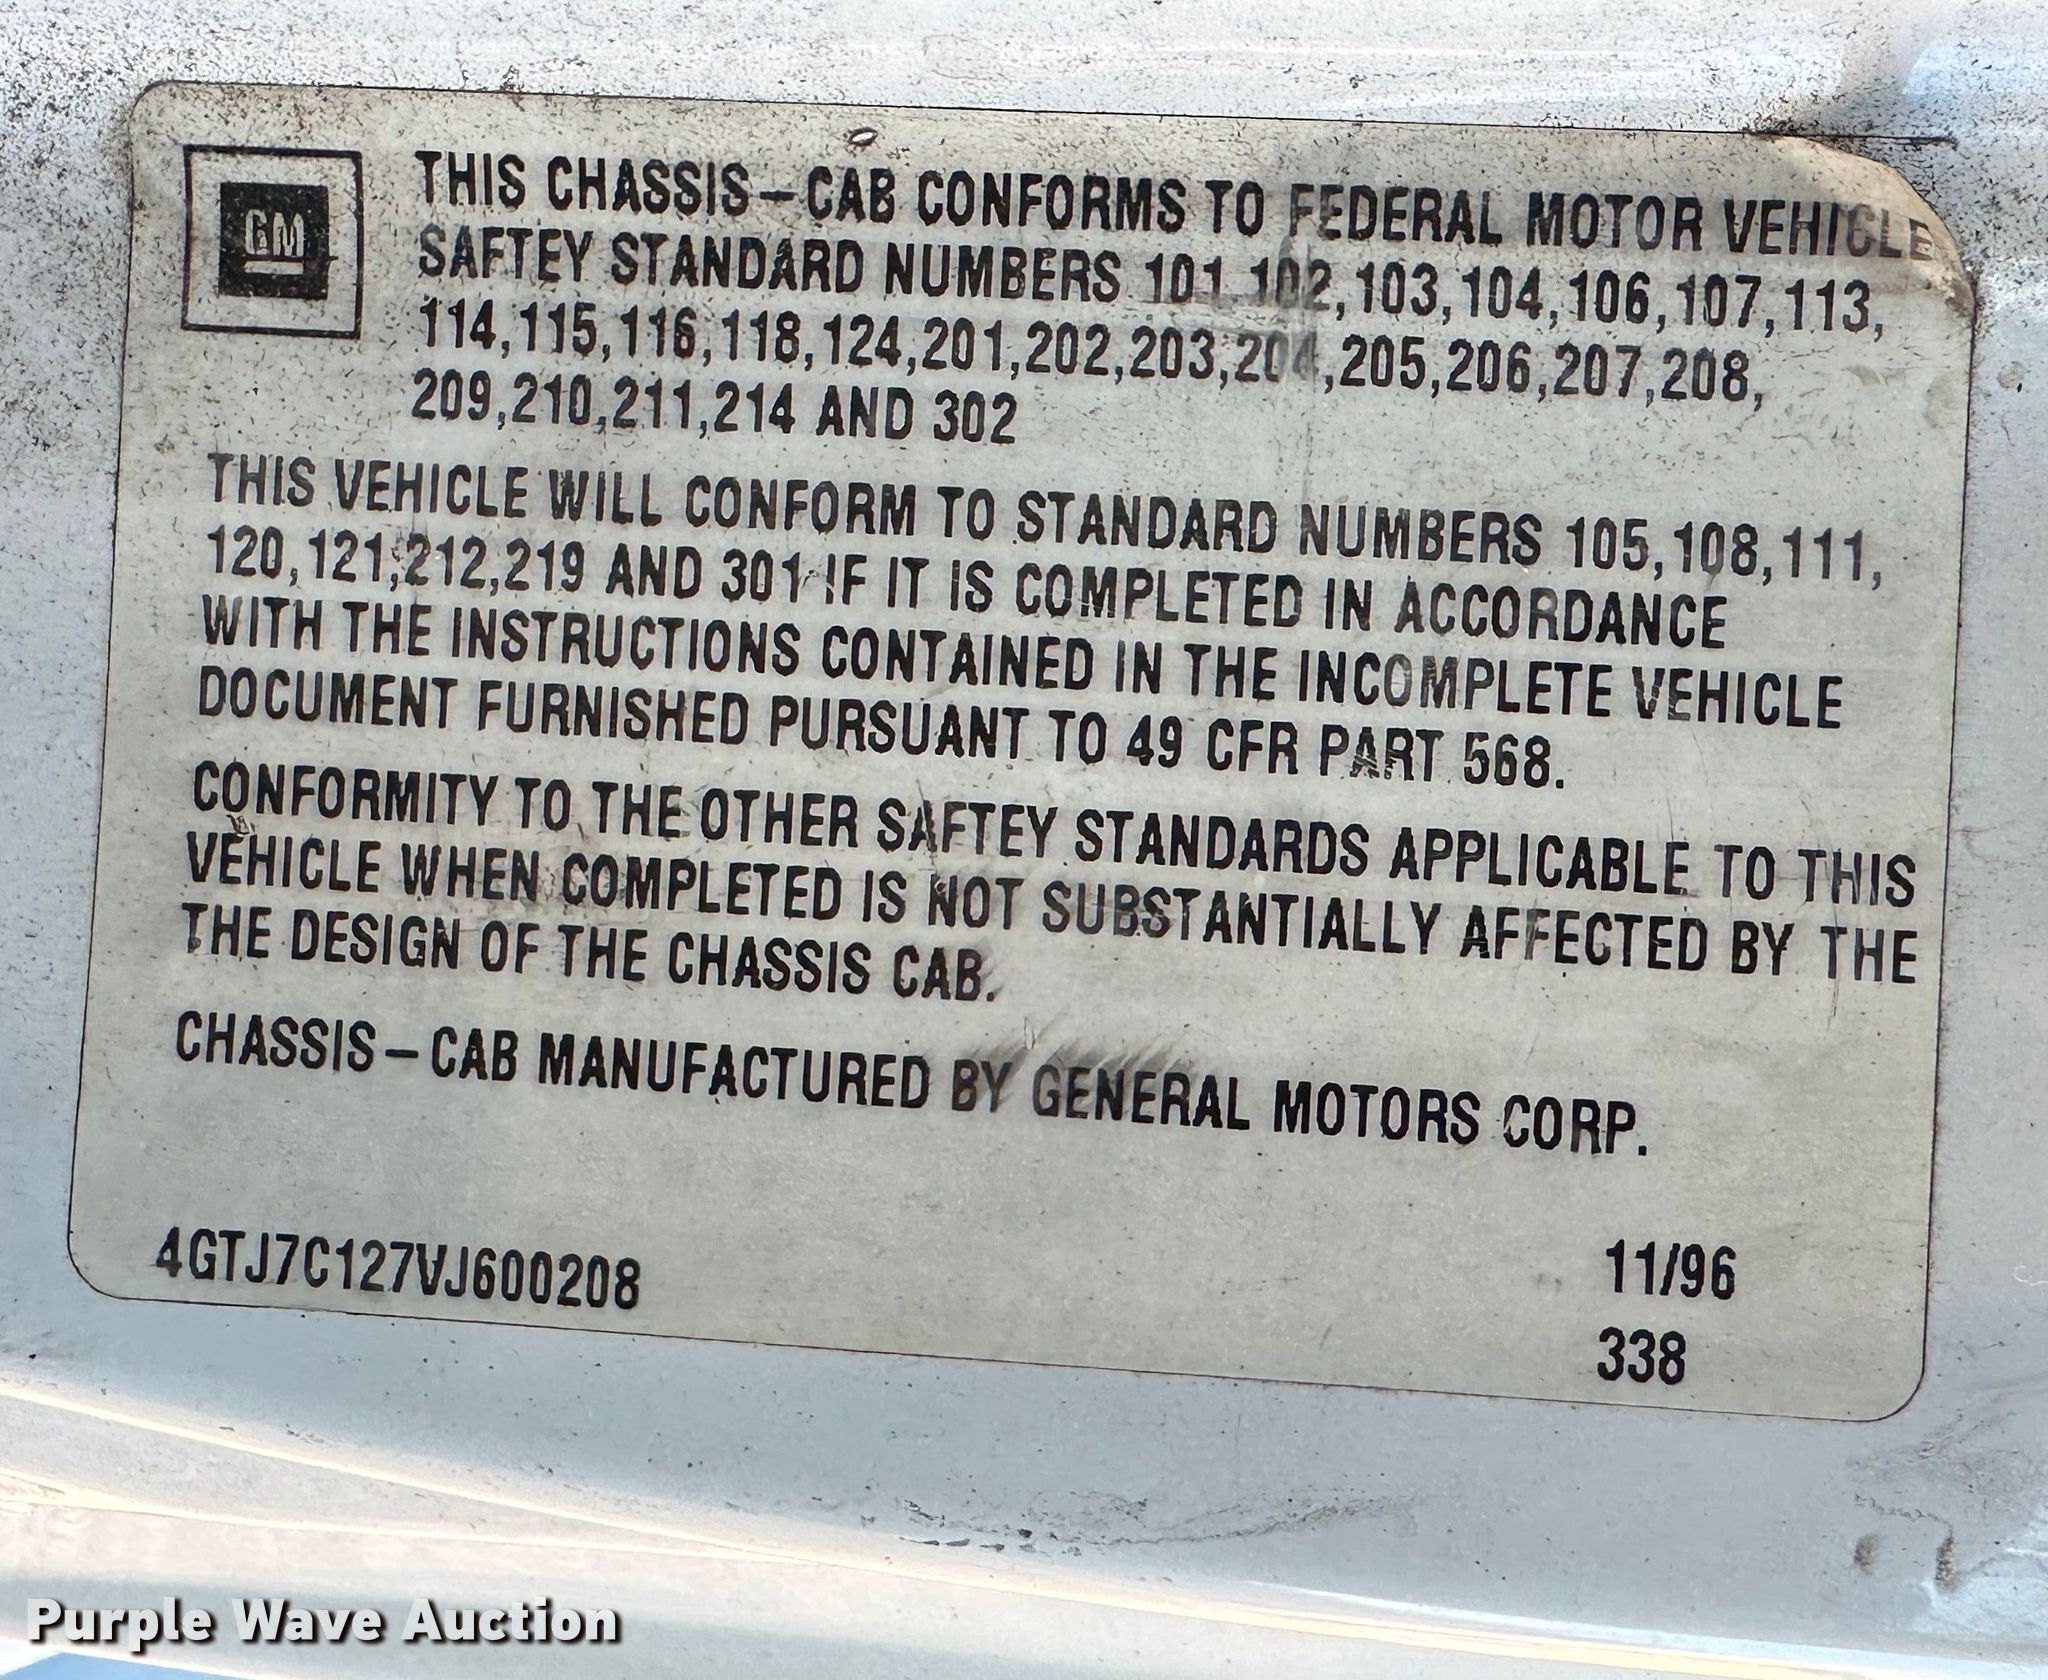 GM
THIS CHASSIS-CAB CONFORMS TO FEDERAL MOTOR VEHICLE
SAFTEY STANDARD NUMBERS 101 102,103,104,106,107,113,
114,115,116,118,124,201,202,203,204,205,206,207,208,
209,210,211,214 AND 302
THIS VEHICLE WILL CONFORM TO STANDARD NUMBERS 105,108,111,
120,121,212,219 AND 301 IF IT IS COMPLETED IN ACCORDANCE
WITH THE INSTRUCTIONS CONTAINED IN THE INCOMPLETE VEHICLE
DOCUMENT FURNISHED PURSUANT TO 49 CFR PART 568.
CONFORMITY TO THE OTHER SAFTEY STANDARDS APPLICABLE TO THIS
VEHICLE WHEN COMPLETED IS NOT SUBSTANTIALLY AFFECTED BY THE
THE DESIGN OF THE CHASSIS CAB.
CHASSIS-CAB MANUFACTURED BY GENERAL MOTORS CORP.
4GTJ7C127VJ600208 11/96
338
Purple Wave Auction